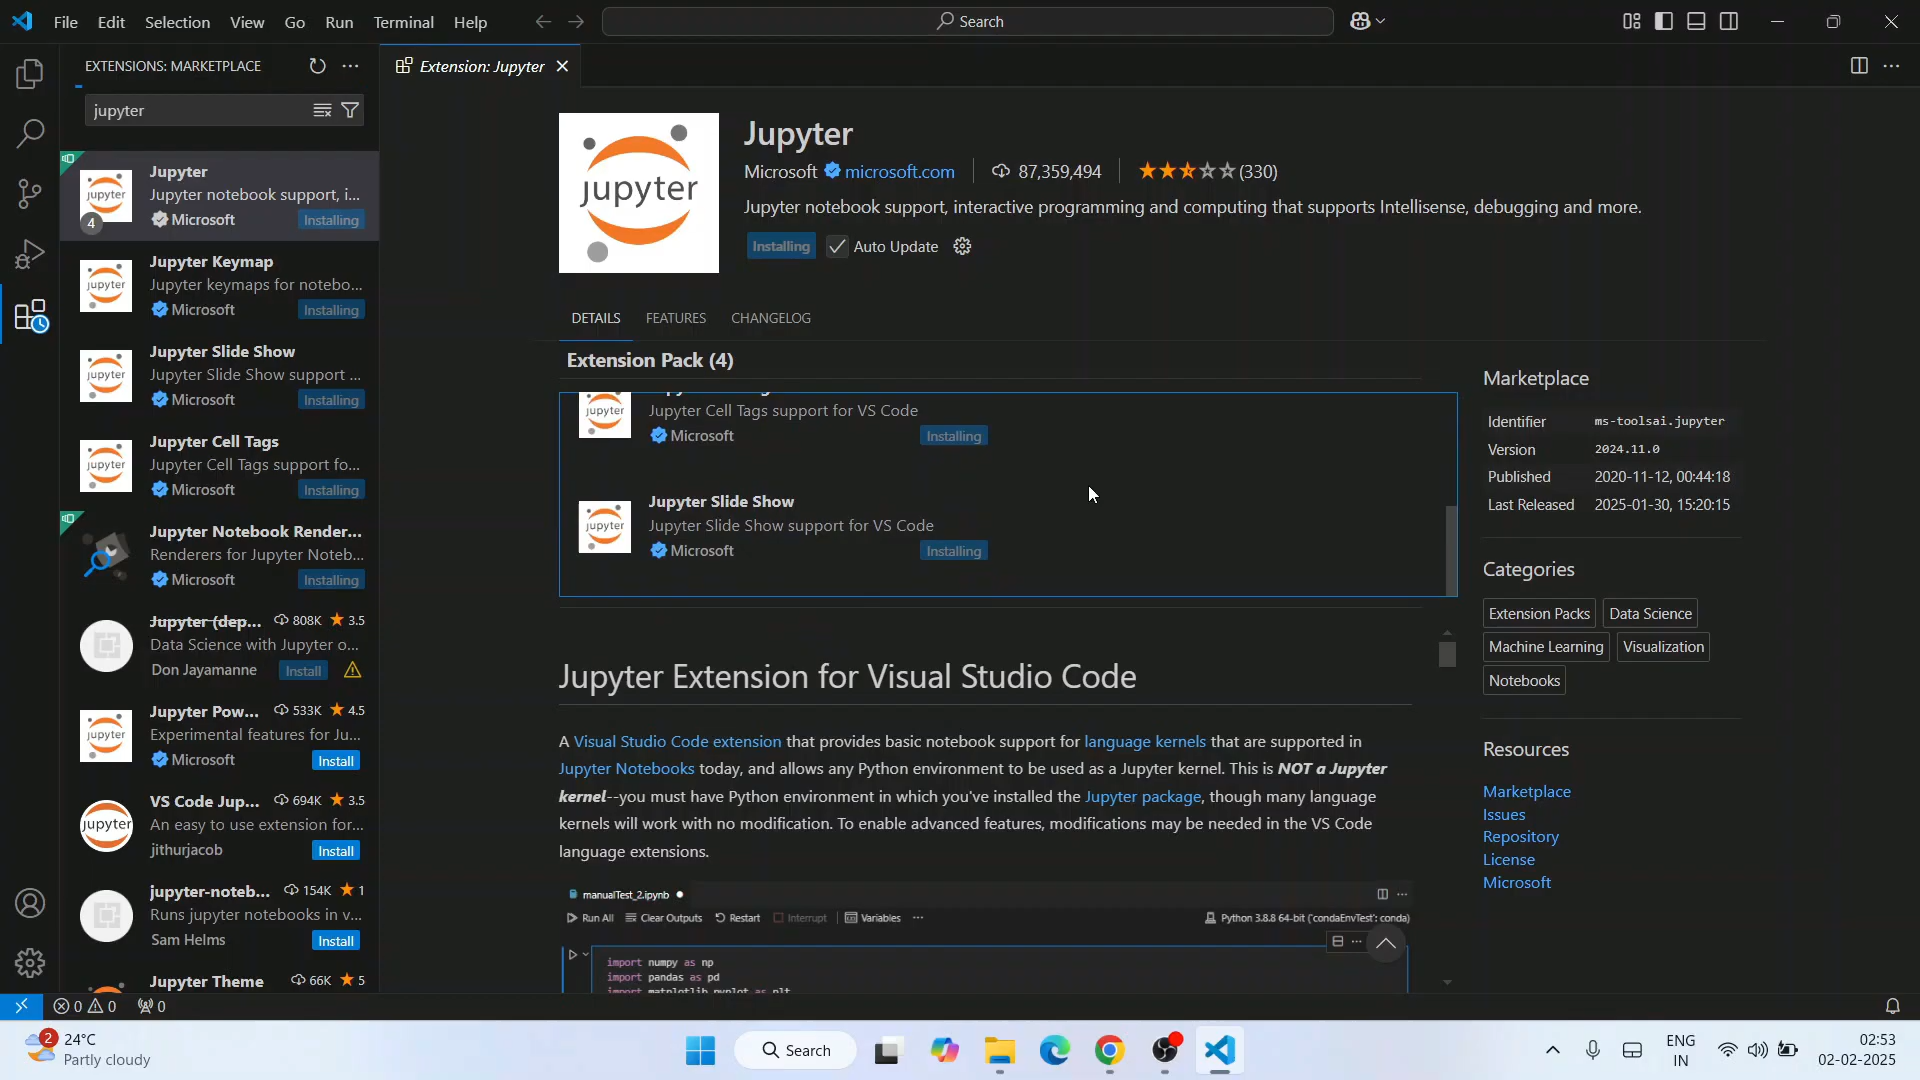 File Edit Selection View Go Run Terminal Help
Search
EXTENSIONS: MARKETPLACE
Extension: Jupyter
jupyter
Jupyter
Jupyter notebook support, i...
Microsoft Installing
4
Jupyter Keymap
Jupyter keymaps for notebo...
Microsoft Installing
Jupyter Slide Show
Jupyter Slide Show support ...
Microsoft Installing
Jupyter Cell Tags
Jupyter Cell Tags support fo...
Microsoft Installing
Jupyter Notebook Render...
Renderers for Jupyter Noteb...
Microsoft Installing
Jupyter (dep... 808K 3.5
Data Science with Jupyter o...
Don Jayamanne Install
Jupyter Pow... 533K 4.5
Experimental features for Ju...
Microsoft Install
VS Code Jup... 694K 3.5
An easy to use extension for...
jithurjacob Install
jupyter-noteb... 154K 1
Runs jupyter notebooks in v...
Sam Helms Install
Jupyter Theme 66K 5
jupyter
Jupyter
Microsoft microsoft.com 87,359,494 (330)
Jupyter notebook support, interactive programming and computing that supports Intellisense, debugging and more.
Installing Auto Update
DETAILS FEATURES CHANGELOG
Extension Pack (4)
Jupyter Cell Tags support for VS Code
Microsoft Installing
Jupyter Slide Show
Jupyter Slide Show support for VS Code
Microsoft Installing
Jupyter Extension for Visual Studio Code
A Visual Studio Code extension that provides basic notebook support for language kernels that are supported in
Jupyter Notebooks today, and allows any Python environment to be used as a Jupyter kernel. This is NOT a Jupyter
kernel--you must have Python environment in which you've installed the Jupyter package, though many language
kernels will work with no modification. To enable advanced features, modifications may be needed in the VS Code
language extensions.
manualTest_2.ipynb
Run All Clear Outputs Restart Interrupt Variables ... Python 3.8.8 64-bit ('condaEnvTest': conda)
import numpy as np
import pandas as pd
import matplotlib.pyplot as plt
Marketplace
Identifier ms-toolsai.jupyter
Version 2024.11.0
Published 2020-11-12, 00:44:18
Last Released 2025-01-30, 15:20:15
Categories
Extension Packs Data Science
Machine Learning Visualization
Notebooks
Resources
Marketplace
Issues
Repository
License
Microsoft
0 0 0
2 24°C
Partly cloudy
Search
ENG
IN
02:53
02-02-2025